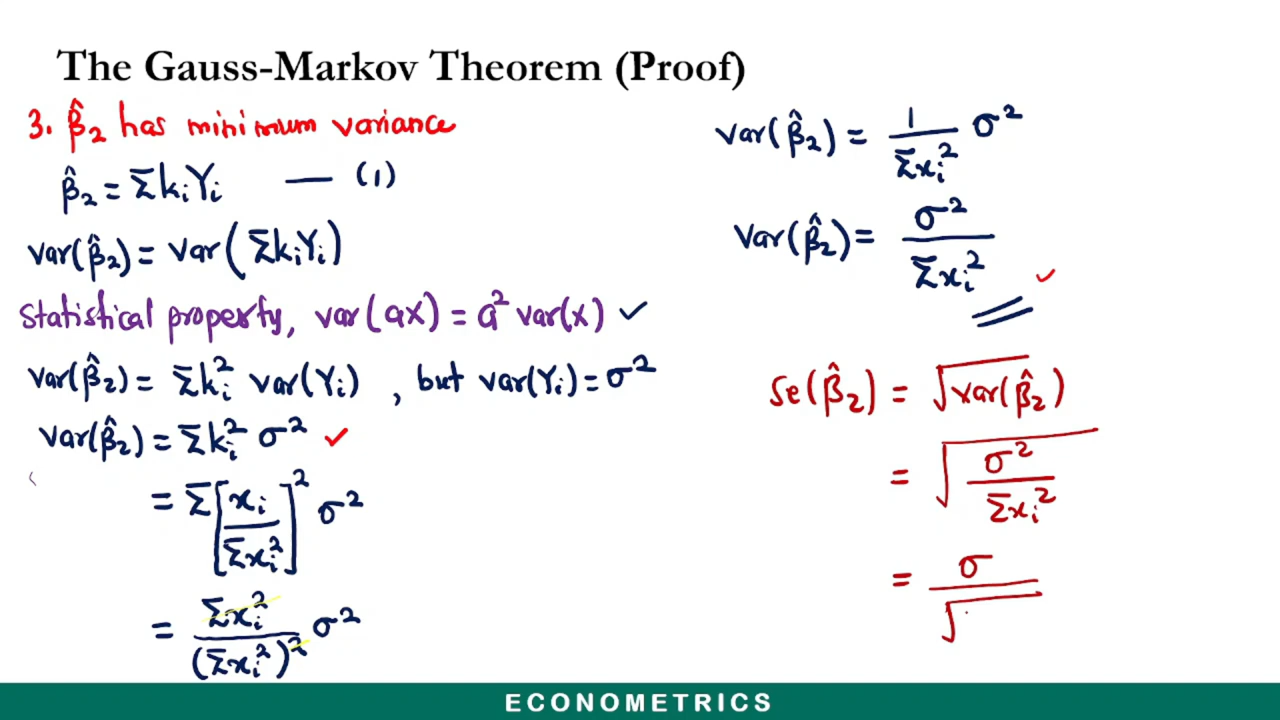 The Gauss-Markov Theorem (Proof)
3. β̂₂ has minimum variance
β̂₂ = ΣkᵢYᵢ — (1)
var(β̂₂) = var(ΣkᵢYᵢ)
Statistical property, var(ax) = a² var(x) ✓
var(β̂₂) = Σkᵢ² var(Yᵢ) , but var(Yᵢ) = σ²
var(β̂₂) = Σkᵢ² σ² ✓
= Σ[xᵢ / Σxᵢ²]² σ²
= Σxᵢ² / (Σxᵢ²)² σ²
var(β̂₂) = 1 / Σxᵢ² σ²
var(β̂₂) = σ² / Σxᵢ² ✓
se(β̂₂) = √var(β̂₂)
= √(σ² / Σxᵢ²)
= σ / √
ECONOMETRICS